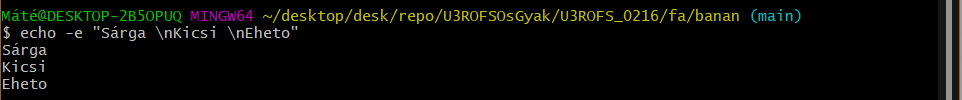 Máté@DESKTOP-2B5OPUQ MINGW64 ~/desktop/desk/repo/U3ROFSOsGyak/U3ROFS_0216/fa/banan (main)
$ echo -e "Sárga \nKicsi \nEheto"
Sárga
Kicsi
Eheto